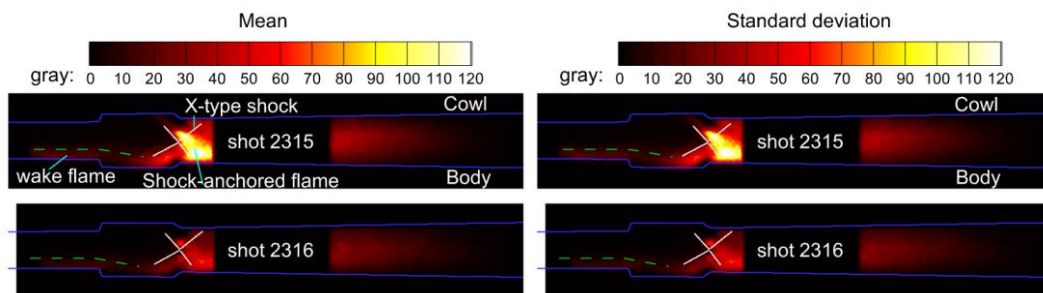 Mean
gray: 0 10 20 30 40 50 60 70 80 90 100 110 120
X-type shock
Cowl
shot 2315
wake flame
Shock-anchored flame
Body
shot 2316
Standard deviation
gray: 0 10 20 30 40 50 60 70 80 90 100 110 120
Cowl
shot 2315
Body
shot 2316